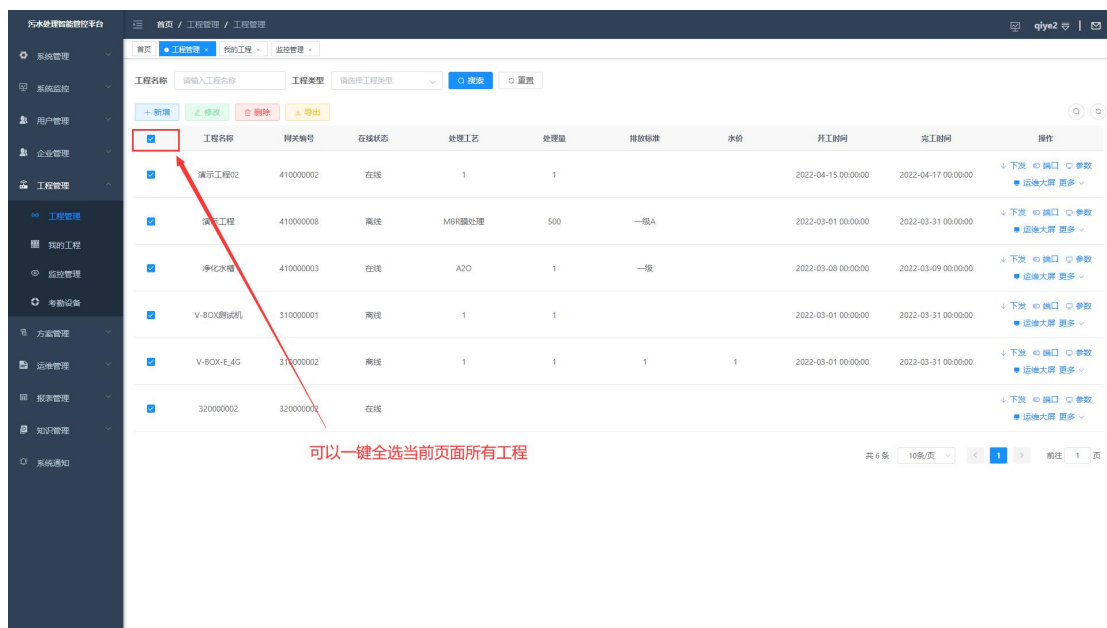 污水处理智能管控平台
首页 / 工程管理 / 工程管理
qiye2
系统管理
系统监控
用户管理
企业管理
工程管理
工程管理
我的工程
监控管理
考勤设备
方案管理
运维管理
报表管理
知识管理
系统通知
首页 工程管理 × 我的工程 × 监控管理 ×
工程名称 请输入工程名称 工程类型 请选择工程类型 搜索 重置
+ 新增 修改 删除 导出
工程名称 网关编号 在线状态 处理工艺 处理量 排放标准 水价 开工时间 完工时间 操作
演示工程02 410000002 在线 1 1 2022-04-15 00:00:00 2022-04-17 00:00:00 下发 端口 参数
运维大屏 更多
演示工程 410000008 离线 MBR膜处理 500 一级A 2022-03-01 00:00:00 2022-03-31 00:00:00 下发 端口 参数
运维大屏 更多
净化水槽 410000003 在线 A2O 1 一级 2022-03-08 00:00:00 2022-03-09 00:00:00 下发 端口 参数
运维大屏 更多
V-BOX测试机 310000001 离线 1 1 2022-03-01 00:00:00 2022-03-31 00:00:00 下发 端口 参数
运维大屏 更多
V-BOX-E_4G 310000002 离线 1 1 1 1 2022-03-01 00:00:00 2022-03-31 00:00:00 下发 端口 参数
运维大屏 更多
320000002 320000002 在线 下发 端口 参数
运维大屏 更多
可以一键全选当前页面所有工程
共 6 条 10条/页 < 1 > 前往 1 页